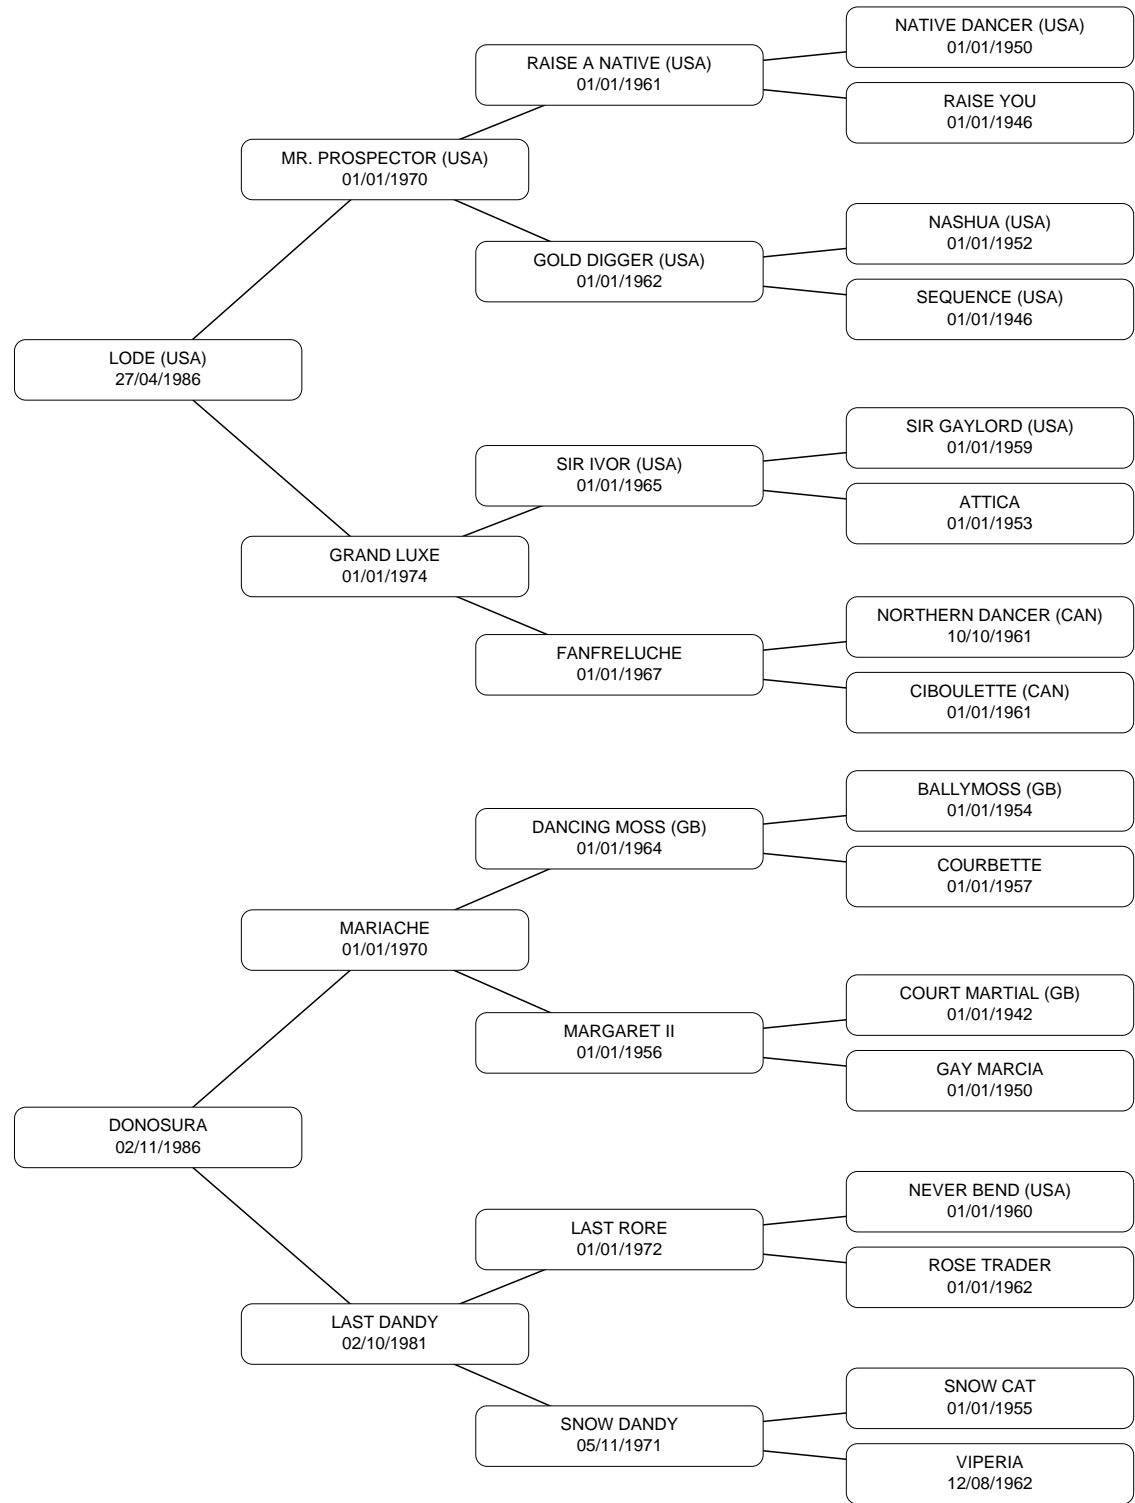 NATIVE DANCER (USA)
01/01/1950
RAISE A NATIVE (USA)
01/01/1961
RAISE YOU
01/01/1946
MR. PROSPECTOR (USA)
01/01/1970
NASHUA (USA)
01/01/1952
GOLD DIGGER (USA)
01/01/1962
SEQUENCE (USA)
01/01/1946
LODE (USA)
27/04/1986
SIR GAYLORD (USA)
01/01/1959
SIR IVOR (USA)
01/01/1965
ATTICA
01/01/1953
GRAND LUXE
01/01/1974
NORTHERN DANCER (CAN)
10/10/1961
FANFRELUCHE
01/01/1967
CIBOULETTE (CAN)
01/01/1961
BALLYMOSS (GB)
01/01/1954
DANCING MOSS (GB)
01/01/1964
COURBETTE
01/01/1957
MARIACHE
01/01/1970
COURT MARTIAL (GB)
01/01/1942
MARGARET II
01/01/1956
GAY MARCIA
01/01/1950
DONOSURA
02/11/1986
NEVER BEND (USA)
01/01/1960
LAST RORE
01/01/1972
ROSE TRADER
01/01/1962
LAST DANDY
02/10/1981
SNOW CAT
01/01/1955
SNOW DANDY
05/11/1971
VIPERIA
12/08/1962